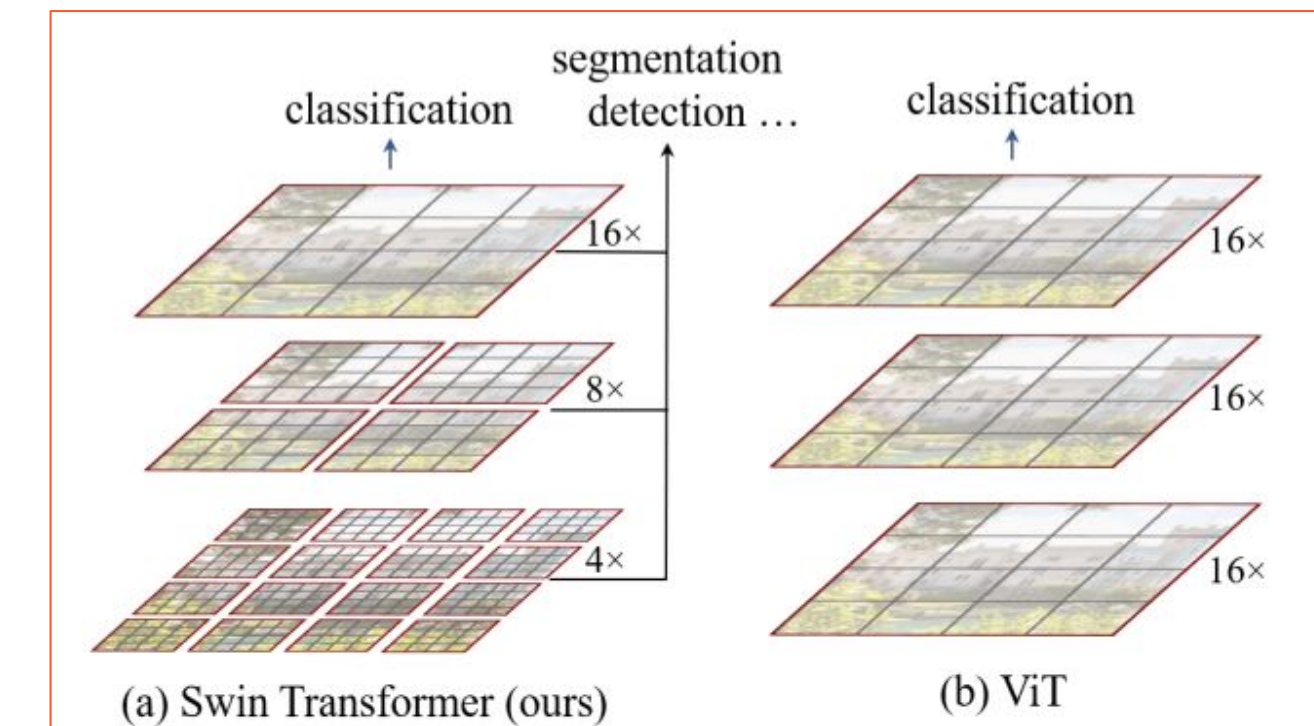 segmentation
classification
detection …
classification
16×
16×
8×
16×
4×
16×
(a) Swin Transformer (ours)
(b) ViT